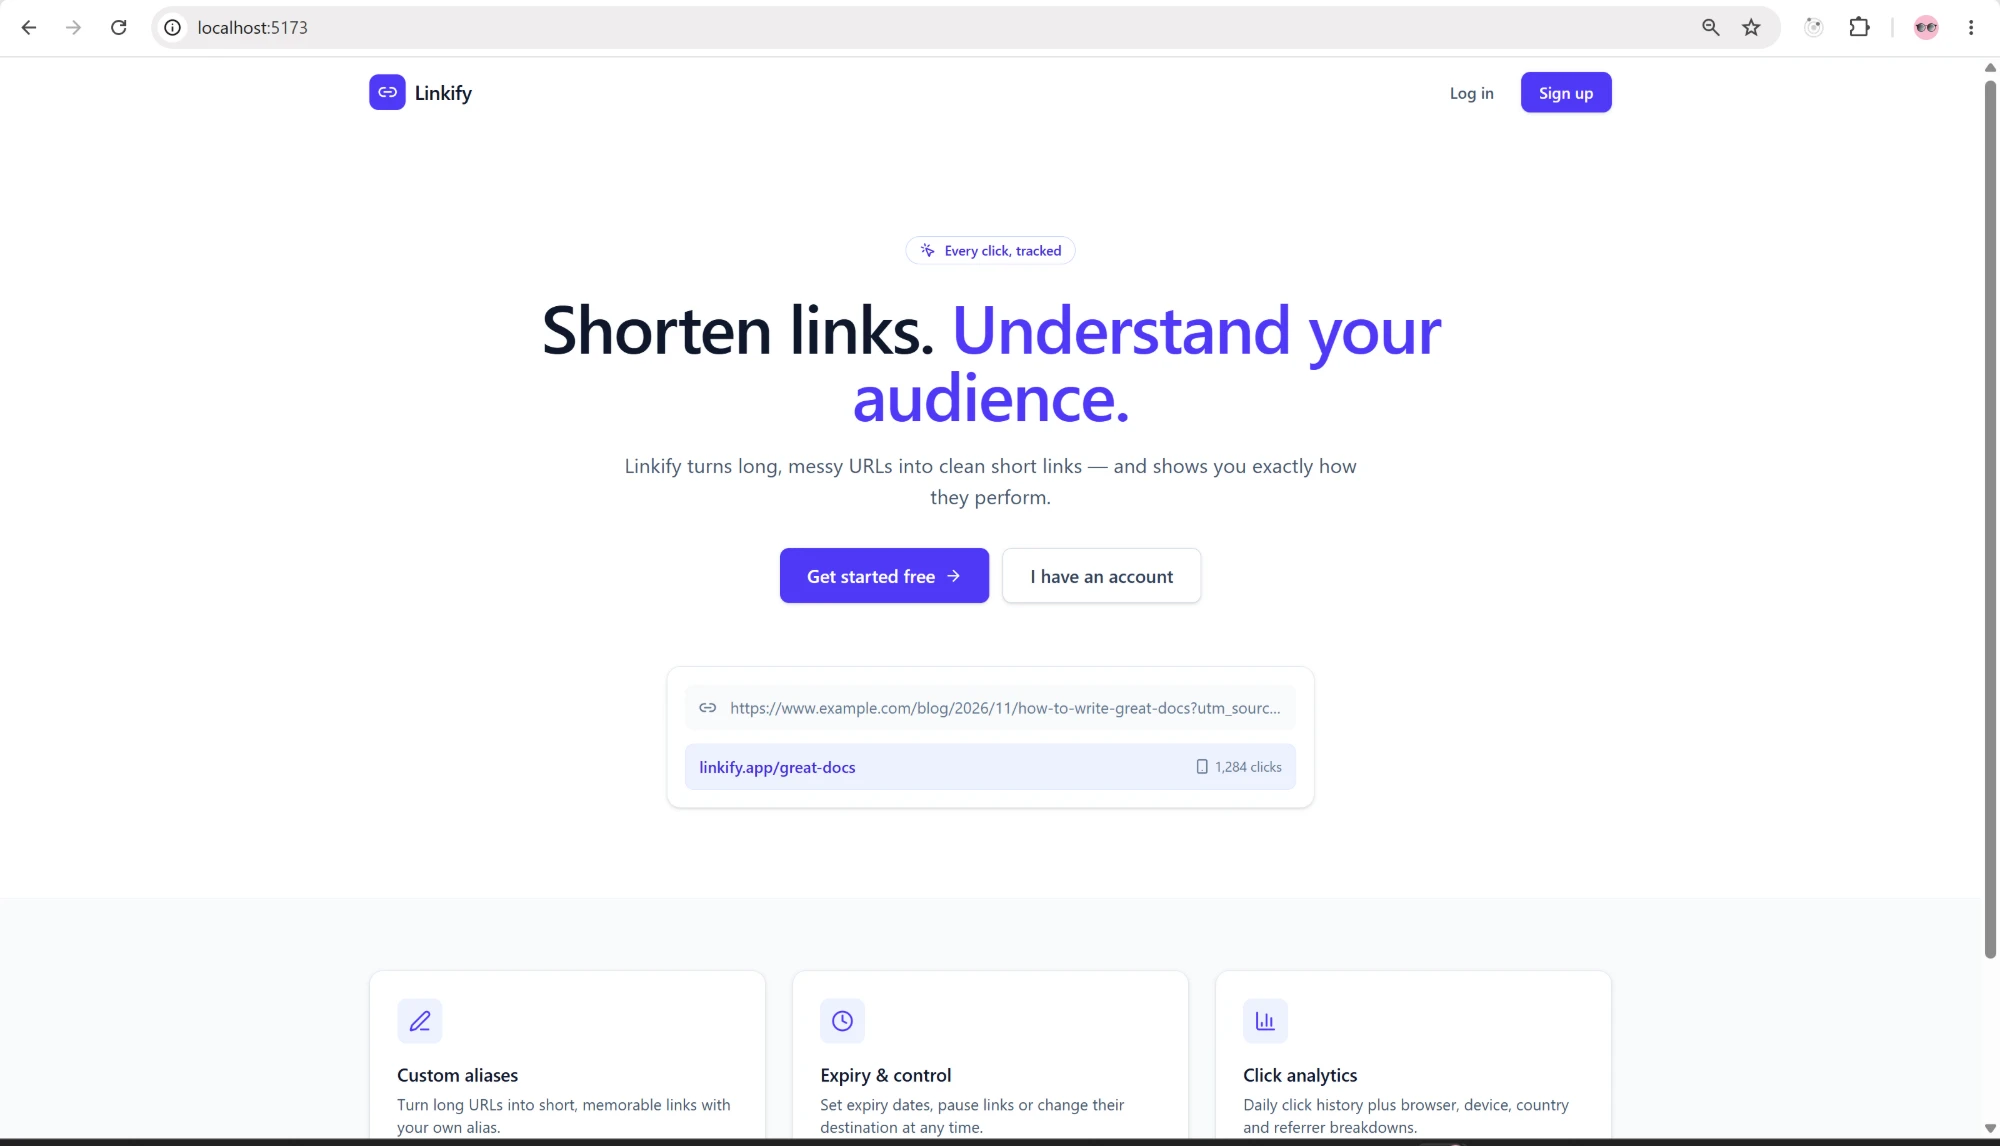 localhost:5173
Linkify
Log in
Sign up
Every click, tracked
Shorten links. Understand your
audience.
Linkify turns long, messy URLs into clean short links — and shows you exactly how
they perform.
Get started free →
I have an account
https://www.example.com/blog/2026/11/how-to-write-great-docs?utm_sourc...
linkify.app/great-docs
1,284 clicks
Custom aliases
Turn long URLs into short, memorable links with
your own alias.
Expiry & control
Set expiry dates, pause links or change their
destination at any time.
Click analytics
Daily click history plus browser, device, country
and referrer breakdowns.